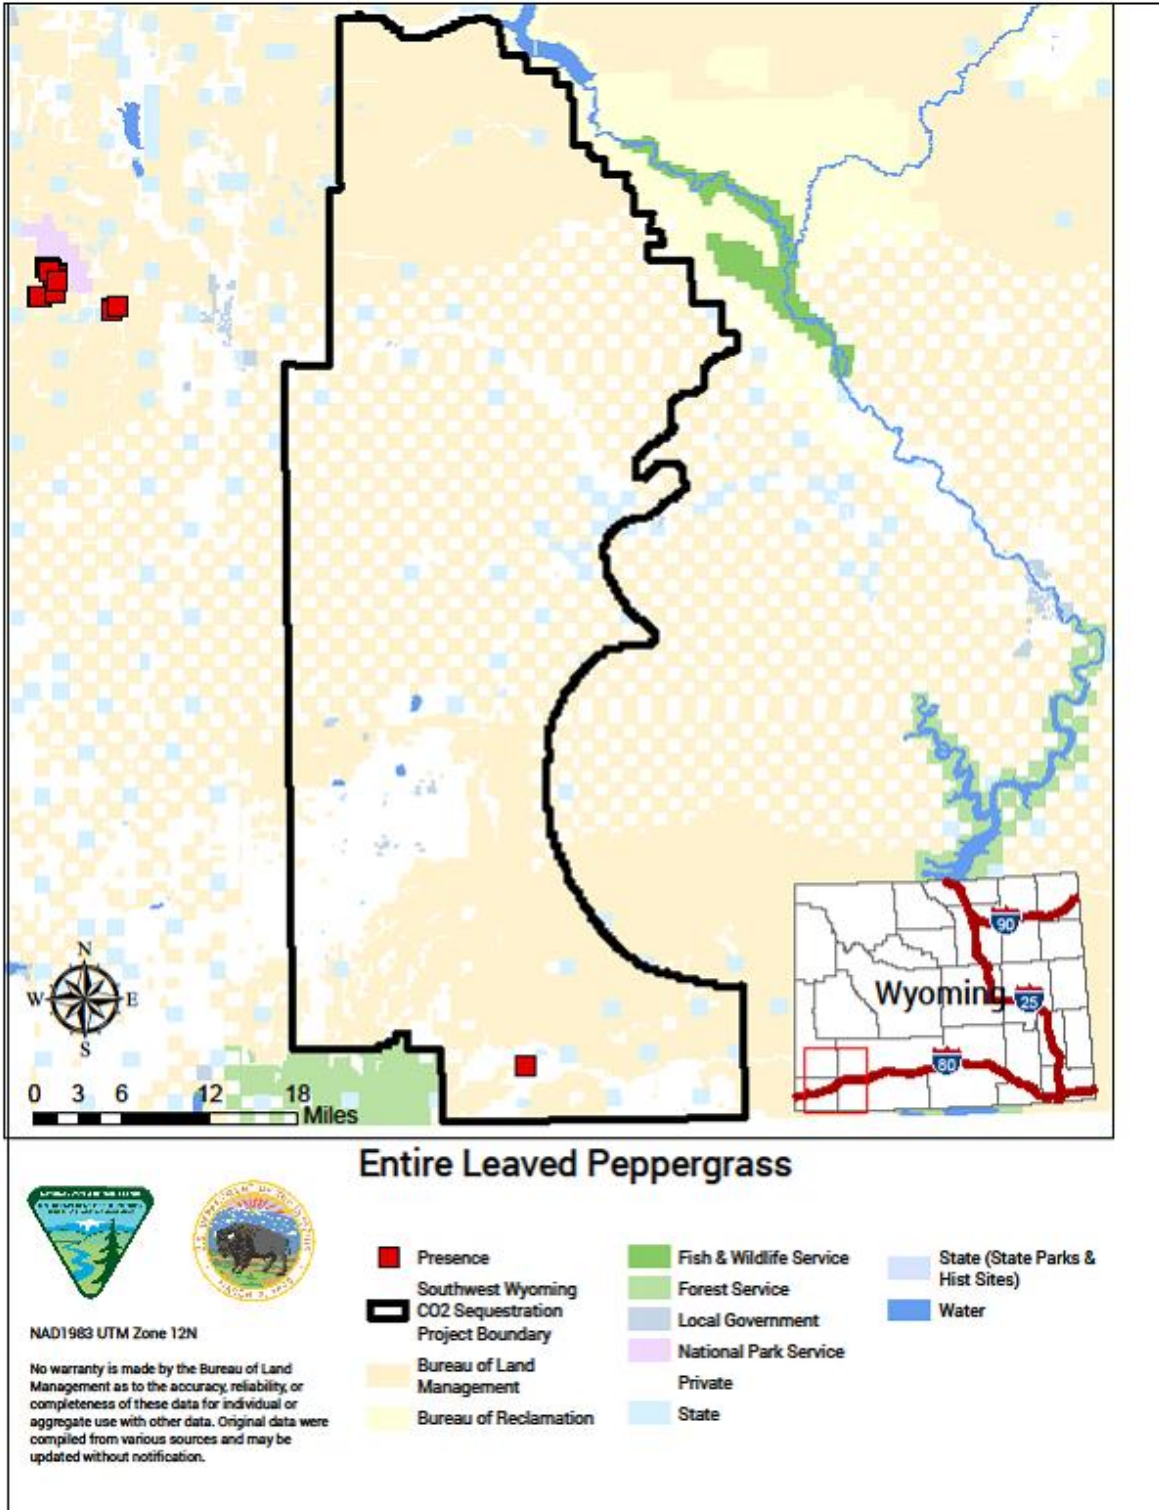 N
W
E
S
0 3 6 12 18
Miles
Wyoming
90
25
80
Entire Leaved Peppergrass
NAD1983 UTM Zone 12N
No warranty is made by the Bureau of Land
Management as to the accuracy, reliability, or
completeness of these data for individual or
aggregate use with other data. Original data were
compiled from various sources and may be
updated without notification.
Presence
Southwest Wyoming
CO2 Sequestration
Project Boundary
Bureau of Land
Management
Bureau of Reclamation
Fish & Wildlife Service
Forest Service
Local Government
National Park Service
Private
State
State (State Parks &
Hist Sites)
Water